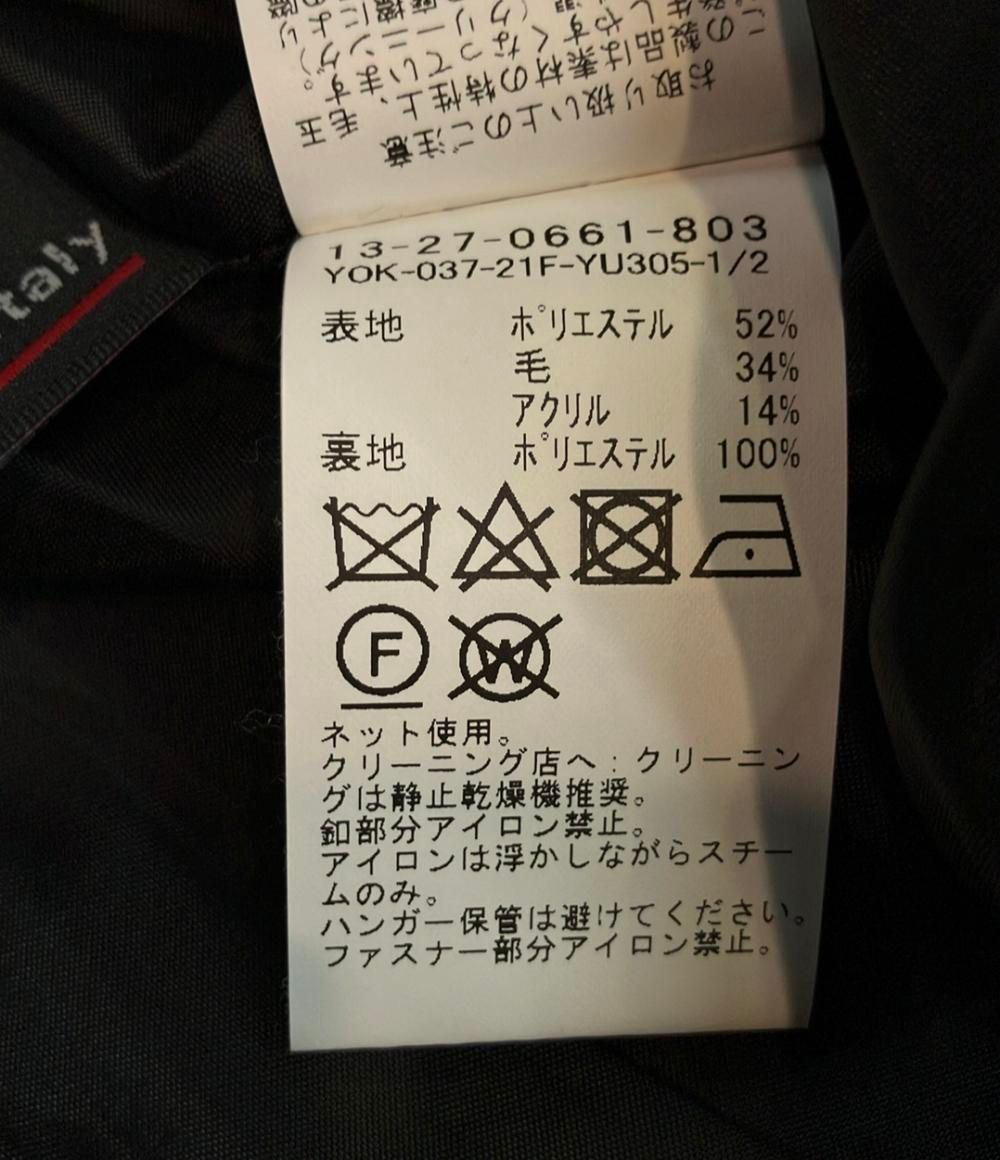 お取り扱い上のご注意
この製品は素材の特性上、毛玉
taly
13-27-0661-803
YOK-037-21F-YU305-1/2
表地 ポリエステル 52%
毛 34%
アクリル 14%
裏地 ポリエステル 100%
F W
ネット使用。
クリーニング店へ：クリーニン
グは静止乾燥機推奨。
釦部分アイロン禁止。
アイロンは浮かしながらスチー
ムのみ。
ハンガー保管は避けてください。
ファスナー部分アイロン禁止。